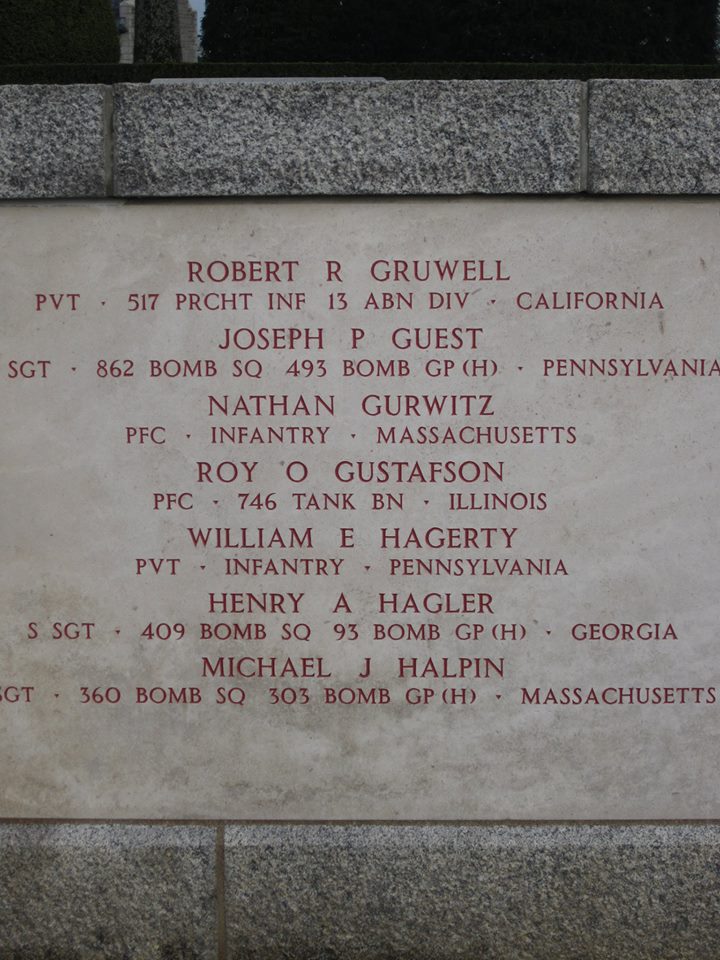 ROBERT R GRUWELL
PVT · 517 PRCHT INF 13 ABN DIV · CALIFORNIA
JOSEPH P GUEST
SGT · 862 BOMB SQ 493 BOMB GP (H) · PENNSYLVANIA
NATHAN GURWITZ
PFC · INFANTRY · MASSACHUSETTS
ROY O GUSTAFSON
PFC · 746 TANK BN · ILLINOIS
WILLIAM E HAGERTY
PVT · INFANTRY · PENNSYLVANIA
HENRY A HAGLER
S SGT · 409 BOMB SQ 93 BOMB GP (H) · GEORGIA
MICHAEL J HALPIN
SGT · 360 BOMB SQ 303 BOMB GP (H) · MASSACHUSETTS